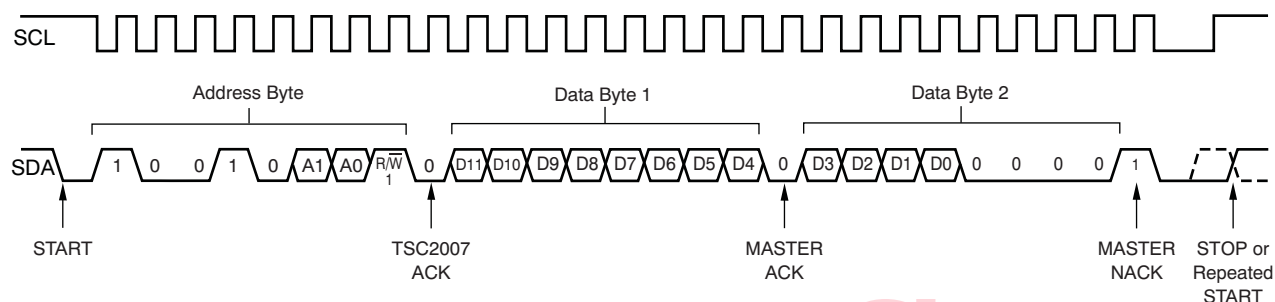 SCL
Address Byte
Data Byte 1
Data Byte 2
SDA 1 0 0 1 0 A1 A0 R/W̅ 1 0 D11 D10 D9 D8 D7 D6 D5 D4 0 D3 D2 D1 D0 0 0 0 0 1
START
TSC2007
ACK
MASTER
ACK
MASTER
NACK
STOP or
Repeated
START